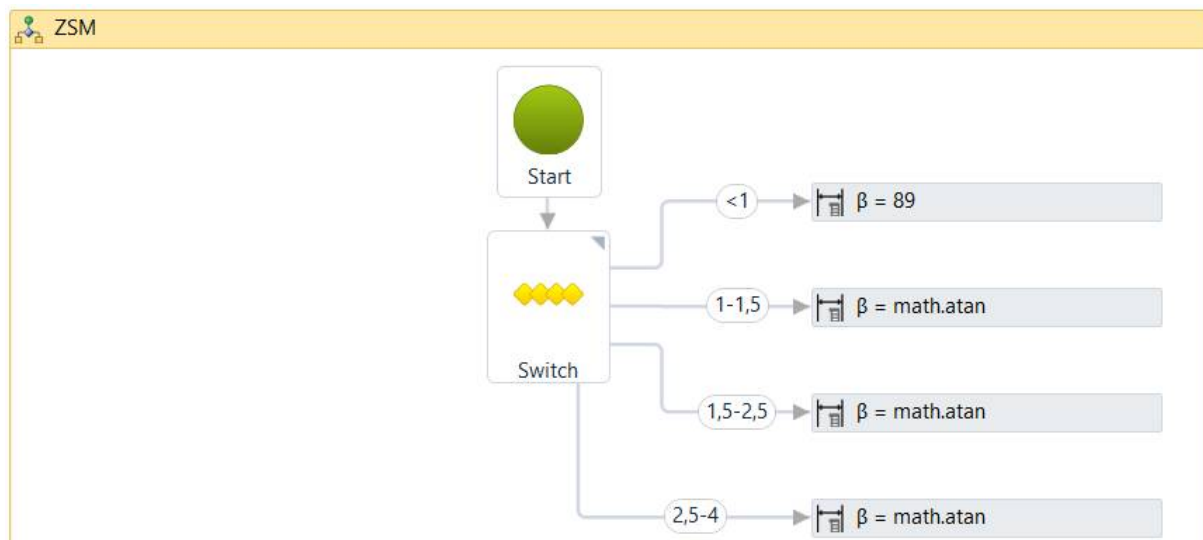 ZSM
Start
<1
β = 89
1-1,5
β = math.atan
Switch
1,5-2,5
β = math.atan
2,5-4
β = math.atan